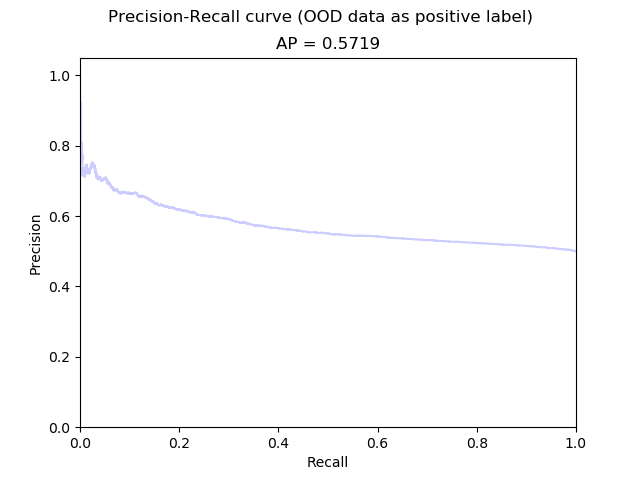 Precision-Recall curve (OOD data as positive label)
AP = 0.5719
1.0
0.8
0.6
0.4
0.2
0.0
Precision
0.0 0.2 0.4 0.6 0.8 1.0
Recall